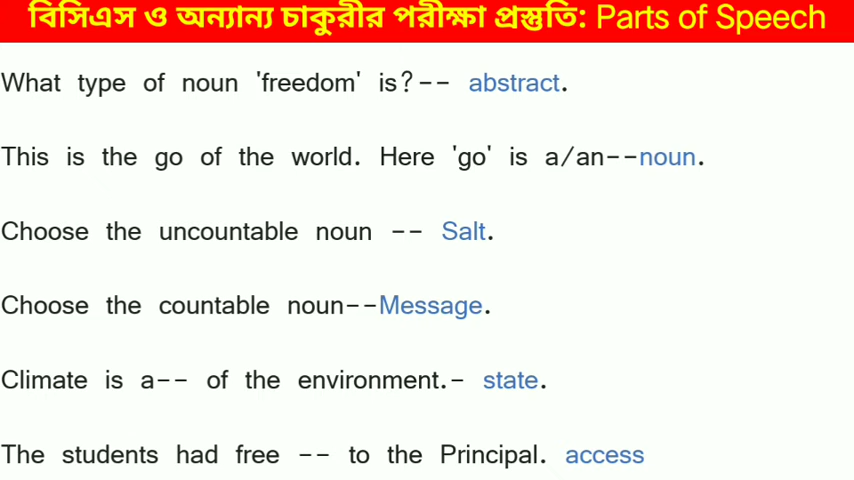 বিসিএস ও অন্যান্য চাকুরীর পরীক্ষা প্রস্তুতি: Parts of Speech
What type of noun 'freedom' is?-- abstract.
This is the go of the world. Here 'go' is a/an--noun.
Choose the uncountable noun -- Salt.
Choose the countable noun--Message.
Climate is a-- of the environment.- state.
The students had free -- to the Principal. access